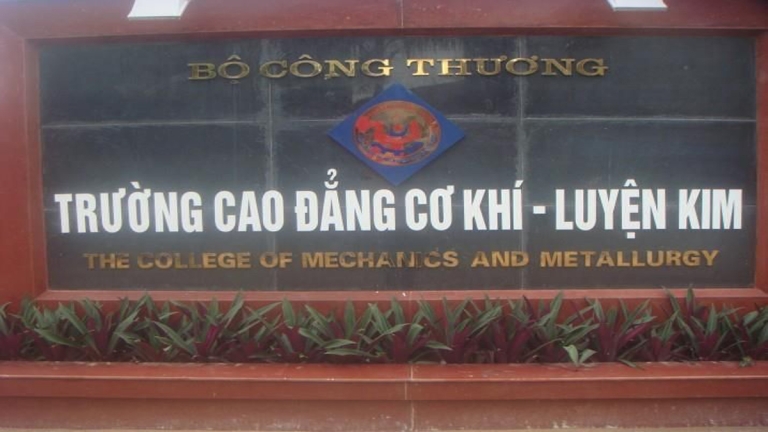 BỘ CÔNG THƯƠNG
TRƯỜNG CAO ĐẲNG CƠ KHÍ - LUYỆN KIM
THE COLLEGE OF MECHANICS AND METALLURGY